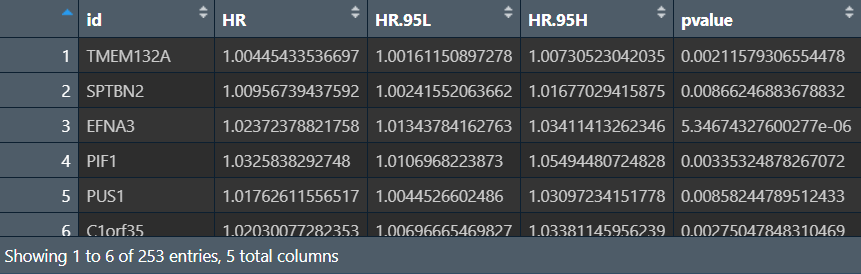 id HR HR.95L HR.95H pvalue
1 TMEM132A 1.00445433536697 1.00161150897278 1.00730523042035 0.00211579306554478
2 SPTBN2 1.00956739437592 1.00241552063662 1.01677029415875 0.00866246883678832
3 EFNA3 1.02372378821758 1.01343784162763 1.03411413262346 5.34674327600277e-06
4 PIF1 1.0325838292748 1.0106968223873 1.05494480724828 0.00335324878267072
5 PUS1 1.01762611556517 1.0044526602486 1.03097234151778 0.00858244789512433
6 C1orf35 1.02030077282353 1.00696665469827 1.03381145956239 0.00275047848310469
Showing 1 to 6 of 253 entries, 5 total columns